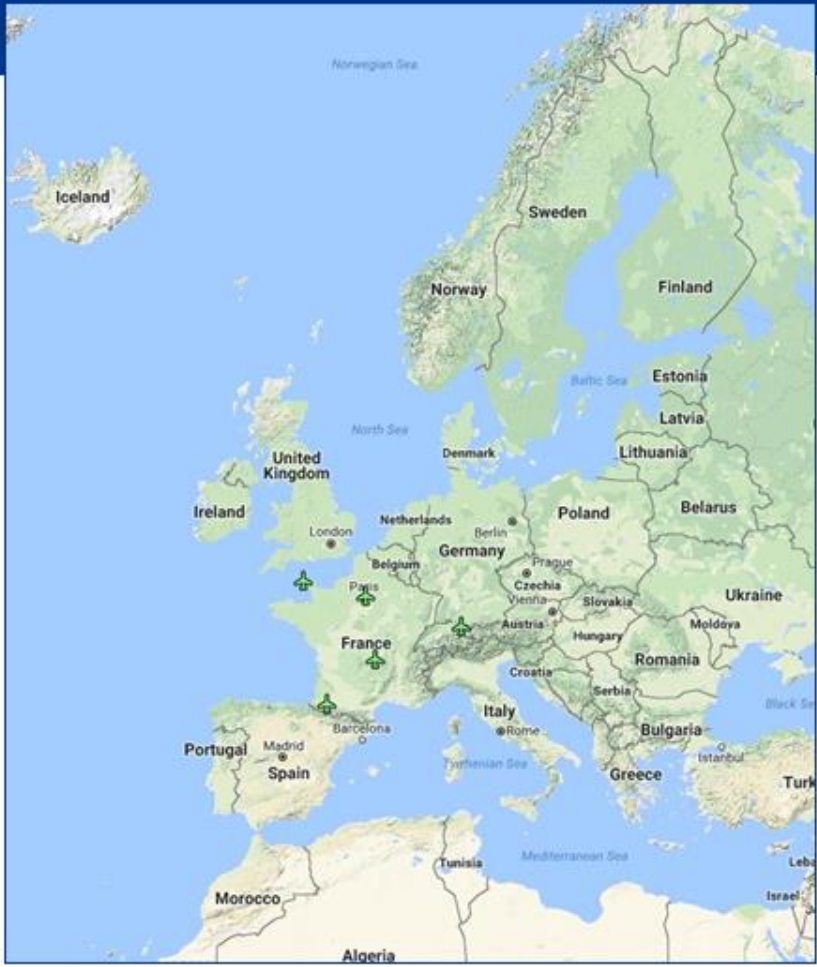 Norwegian Sea
Iceland
Sweden
Norway
Finland
Baltic Sea
Estonia
Latvia
North Sea
Denmark
Lithuania
United
Kingdom
Ireland
Netherlands
Poland
Belarus
London
Berlin
Germany
Belgium
Prague
Czechia
Paris
Vienna
Slovakia
Ukraine
Austria
Moldova
Hungary
France
Romania
Croatia
Serbia
Black Se
Italy
Barcelona
Rome
Bulgaria
Portugal
Madrid
Istanbul
Spain
Tyrrhenian Sea
Greece
Turk
Mediterranean Sea
Tunisia
Leba
Morocco
Israel
Algeria